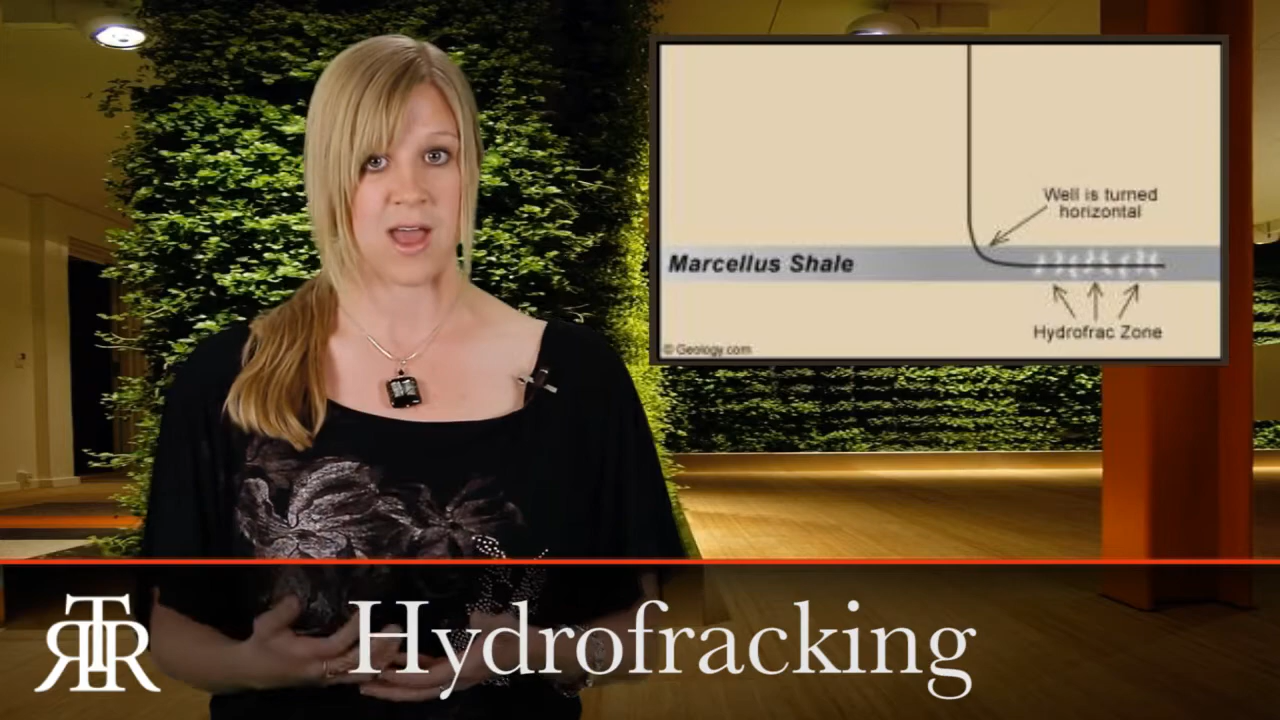 Well is turned
horizontal
Marcellus Shale
Hydrofrac Zone
© Geology.com
RTR
Hydrofracking